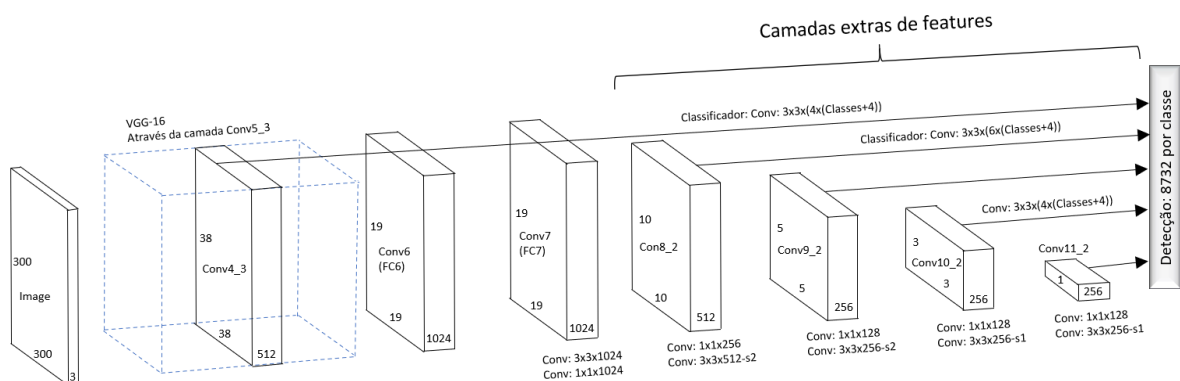 Camadas extras de features
VGG-16
Através da camada Conv5_3
Classificador: Conv: 3x3x(4x(Classes+4))
Classificador: Conv: 3x3x(6x(Classes+4))
Conv: 3x3x(4x(Classes+4))
Detecção: 8732 por classe
300
Image
300
3
38
Conv4_3
38
512
19
Conv6
(FC6)
19
1024
19
Conv7
(FC7)
19
1024
Conv: 3x3x1024
Conv: 1x1x1024
10
Con8_2
10
512
Conv: 1x1x256
Conv: 3x3x512-s2
5
Conv9_2
5
256
Conv: 1x1x128
Conv: 3x3x256-s2
3
Conv10_2
3
256
Conv: 1x1x128
Conv: 3x3x256-s1
Conv11_2
1
256
Conv: 1x1x128
Conv: 3x3x256-s1